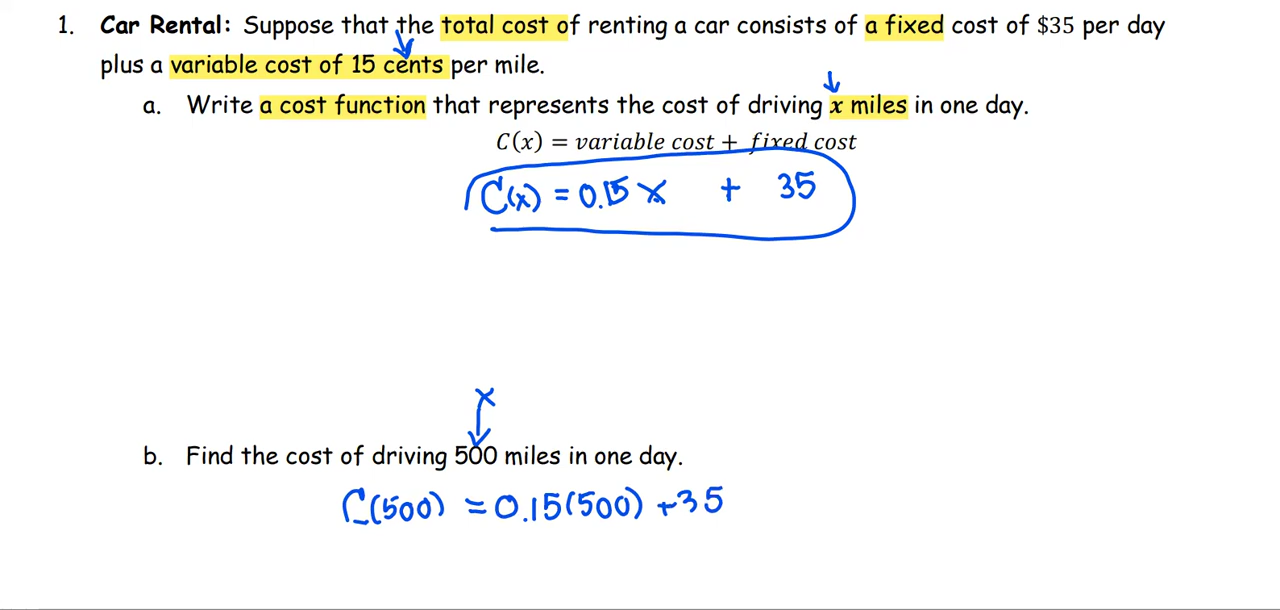 1. Car Rental: Suppose that the total cost of renting a car consists of a fixed cost of $35 per day
plus a variable cost of 15 cents per mile.
a. Write a cost function that represents the cost of driving x miles in one day.
C(x) = variable cost + fixed cost
C(x) = 0.15 x + 35
x
b. Find the cost of driving 500 miles in one day.
C(500) = 0.15(500) +35